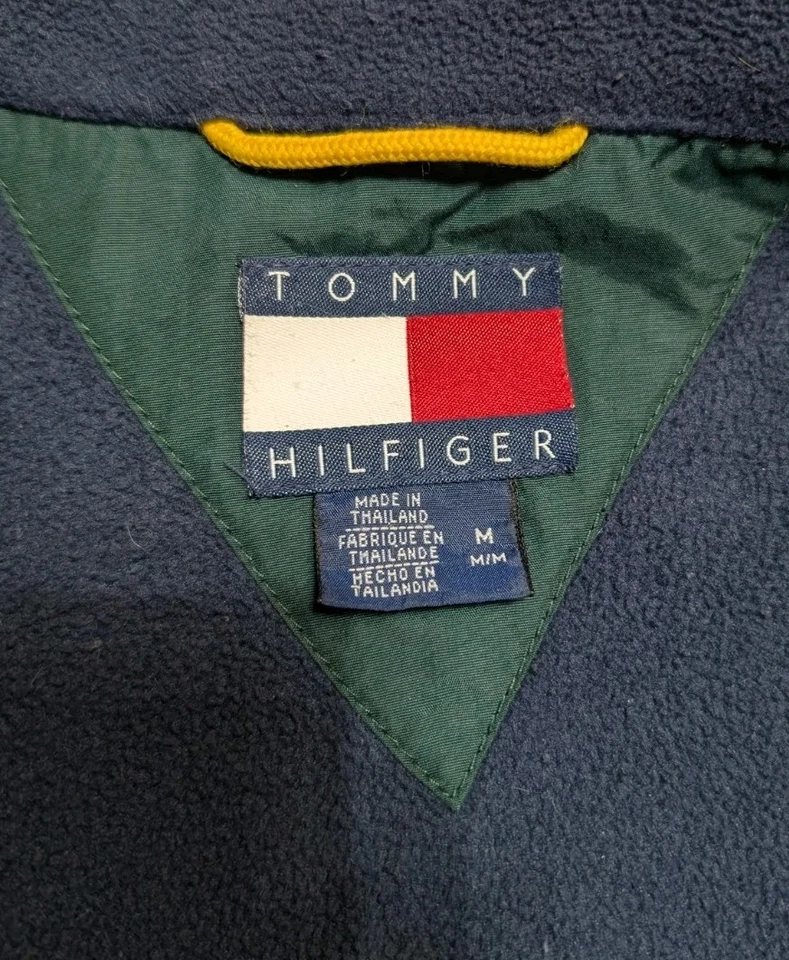 TOMMY
HILFIGER
MADE IN
THAILAND
FABRIQUE EN
THAILANDE
HECHO EN
TAILANDIA
M
M/M